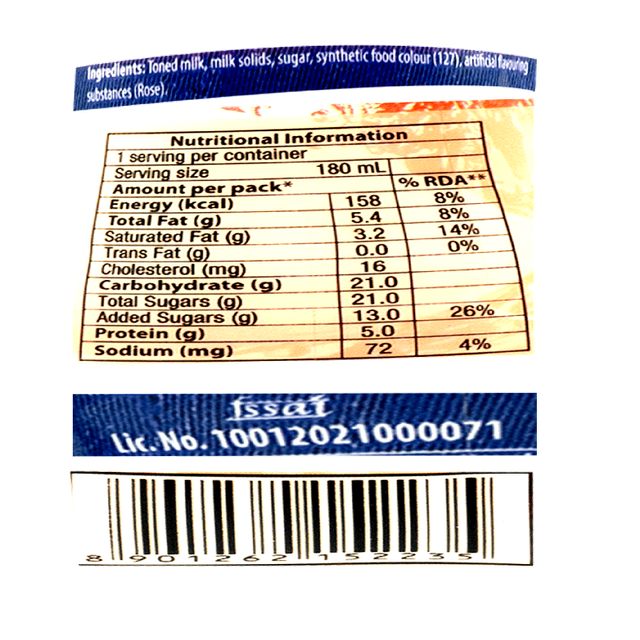 Ingredients: Toned milk, milk solids, sugar, synthetic food colour (127), artificial flavouring
substances (Rose).
Nutritional Information
1 serving per container
Serving size 180 mL
Amount per pack* % RDA**
Energy (kcal) 158 8%
Total Fat (g) 5.4 8%
Saturated Fat (g) 3.2 14%
Trans Fat (g) 0.0 0%
Cholesterol (mg) 16
Carbohydrate (g) 21.0
Total Sugars (g) 21.0
Added Sugars (g) 13.0 26%
Protein (g) 5.0
Sodium (mg) 72 4%
fssai
Lic. No. 10012021000071
8 901262 152235